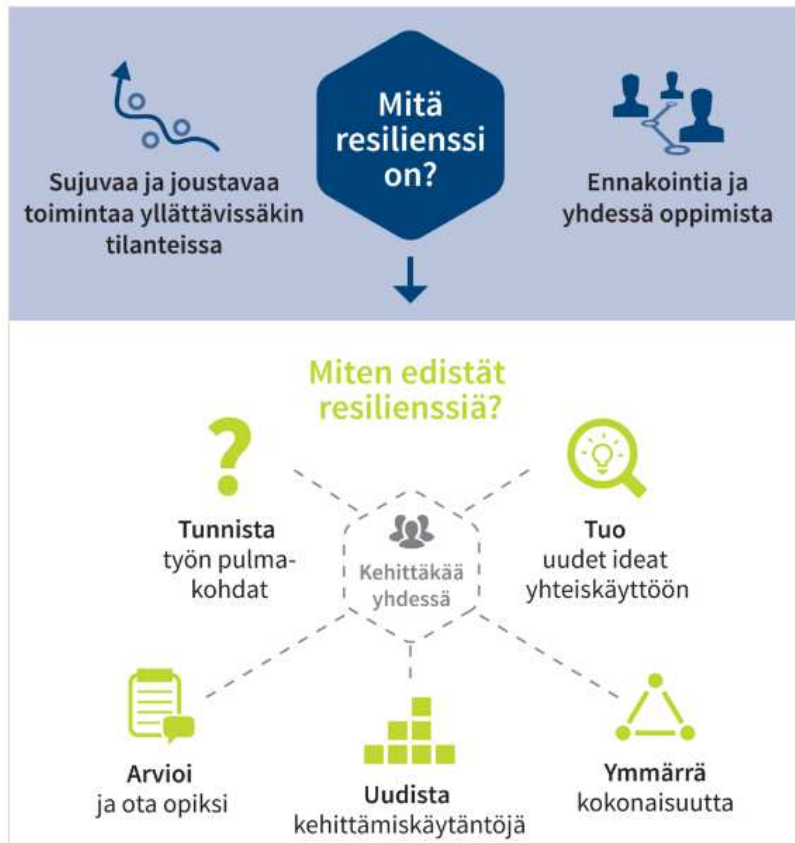 Mitä
resilienssi
on?
Sujuvaa ja joustavaa
toimintaa yllättävissäkin
tilanteissa
Ennakointia ja
yhdessä oppimista
Miten edistät
resilienssiä?
Tunnista
työn pulma-
kohdat
Kehittäkää
yhdessä
Tuo
uudet ideat
yhteiskäyttöön
Arvioi
ja ota opiksi
Uudista
kehittämiskäytäntöjä
Ymmärrä
kokonaisuutta